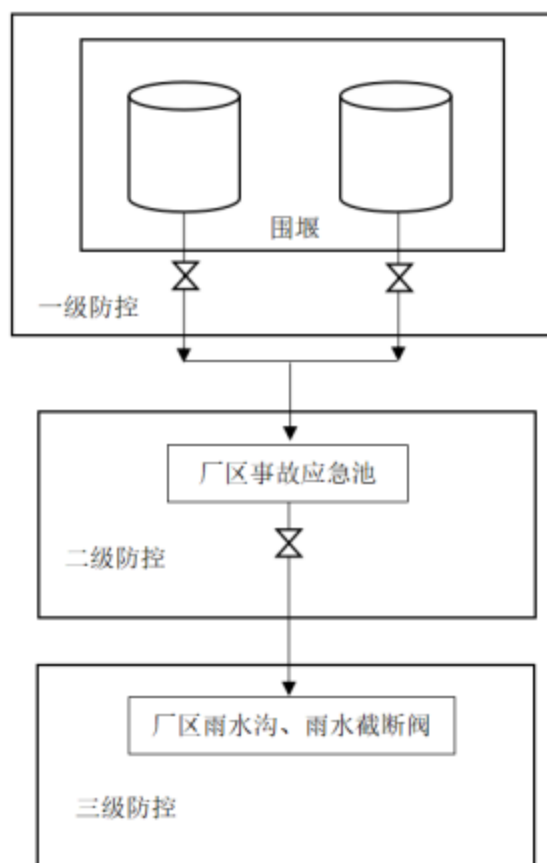 围堰
一级防控
厂区事故应急池
二级防控
厂区雨水沟、雨水截断阀
三级防控